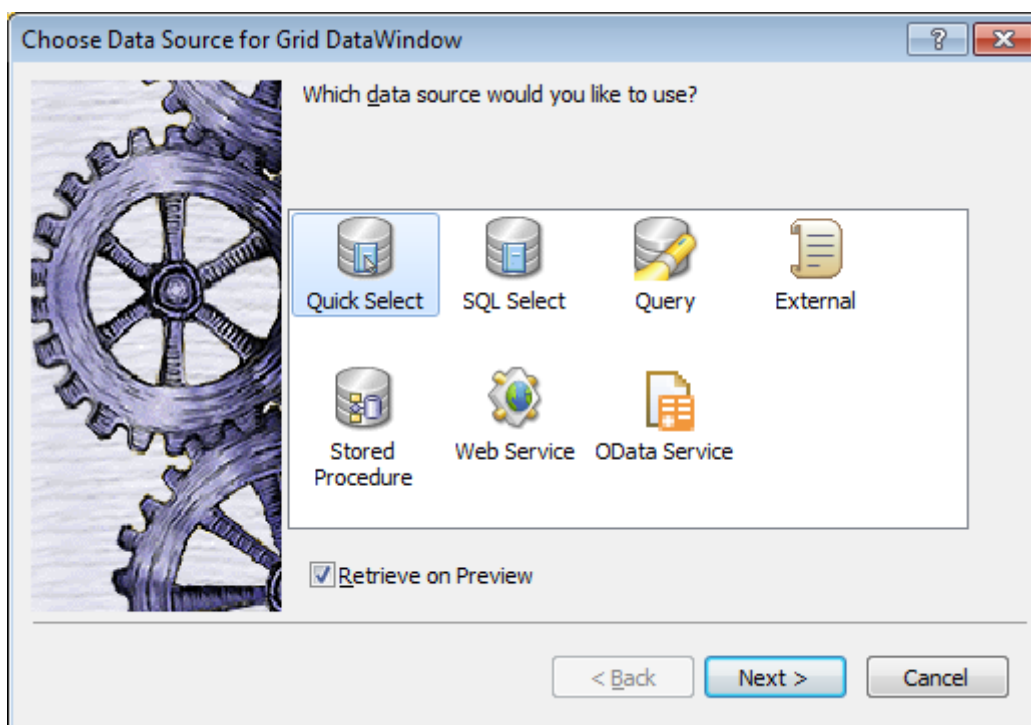 Choose Data Source for Grid DataWindow
Which data source would you like to use?
Quick Select
SQL Select
Query
External
Stored
Procedure
Web Service
OData Service
Retrieve on Preview
< Back
Next >
Cancel